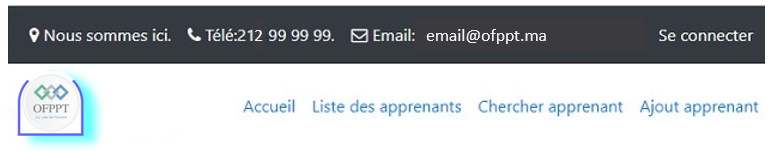 Nous sommes ici. Télé:212 99 99 99. Email: email@ofppt.ma Se connecter
OFPPT
Accueil Liste des apprenants Chercher apprenant Ajout apprenant